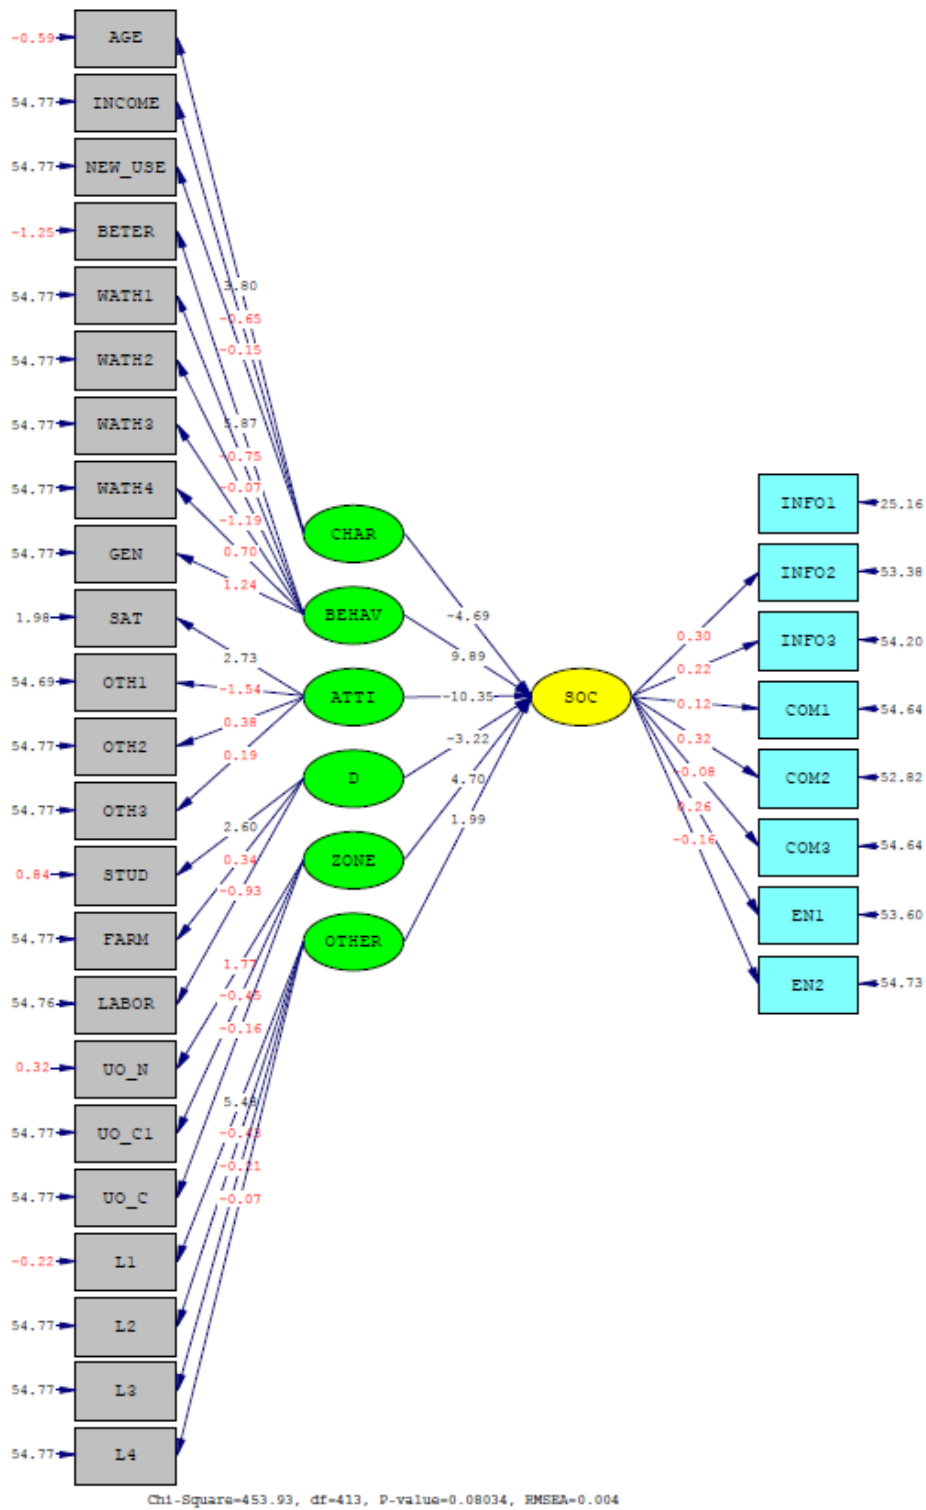 -0.59 AGE
54.77 INCOME
54.77 NEW_USE
-1.25 BETER
54.77 WATH1
54.77 WATH2
54.77 WATH3
54.77 WATH4
54.77 GEN
1.98 SAT
54.69 OTH1
54.77 OTH2
54.77 OTH3
0.84 STUD
54.77 FARM
54.76 LABOR
0.32 UO_N
54.77 UO_C1
54.77 UO_C
-0.22 L1
54.77 L2
54.77 L3
54.77 L4
3.80
-0.65
-0.15
5.87
-0.75
-0.07
-1.19
0.70
1.24
2.73
-1.54
0.38
0.19
2.60
0.34
-0.93
1.77
-0.45
-0.16
-0.21
-0.07
CHAR
BEHAV
ATTI
D
ZONE
OTHER
-4.69
9.89
-10.35
-3.22
4.70
1.99
SOC
0.30
0.22
0.12
0.32
-0.08
0.26
-0.16
INFO1 25.16
INFO2 53.38
INFO3 54.20
COM1 54.64
COM2 52.82
COM3 54.64
EN1 53.60
EN2 54.73
Chi-Square=453.93, df=413, P-value=0.08034, RMSEA=0.004